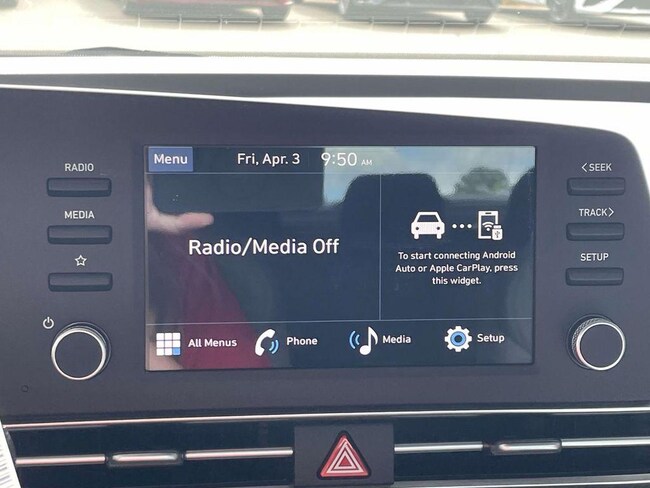 RADIO
MEDIA
Menu
Fri, Apr. 3
9:50 AM
Radio/Media Off
To start connecting Android
Auto or Apple CarPlay, press
this widget.
All Menus
Phone
Media
Setup
< SEEK
TRACK >
SETUP